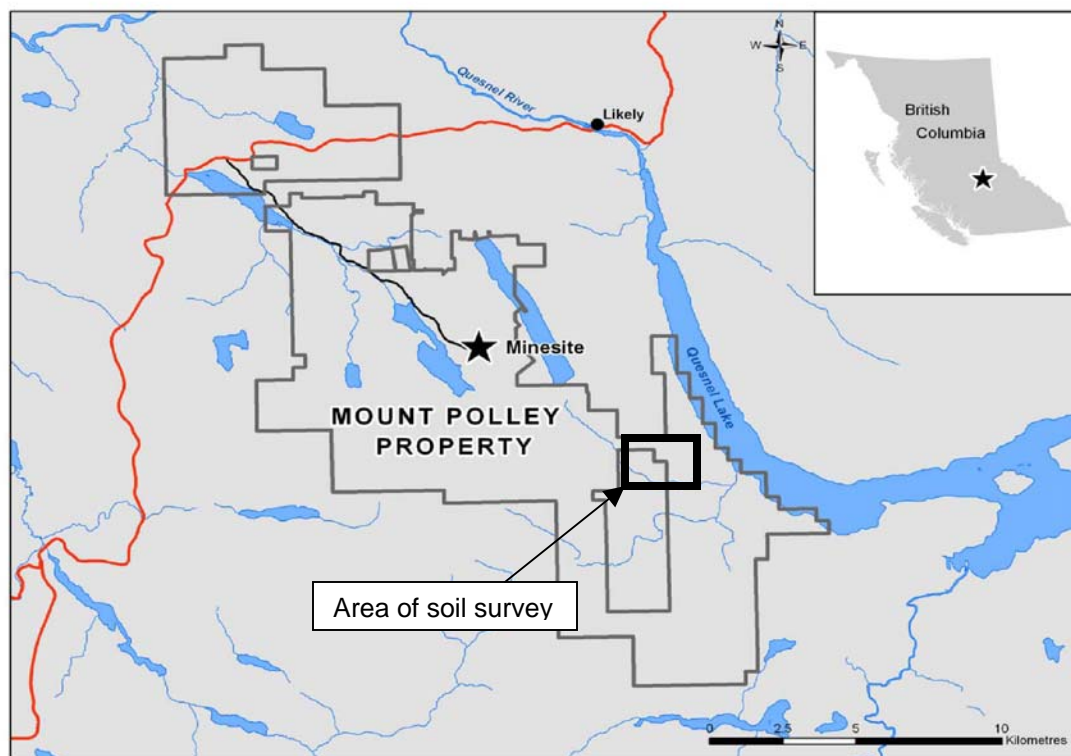 N
W E
S
Quesnel River
Likely
British
Columbia
Minesite
MOUNT POLLEY
PROPERTY
Quesnel Lake
Area of soil survey
0 2.5 5 10
Kilometres